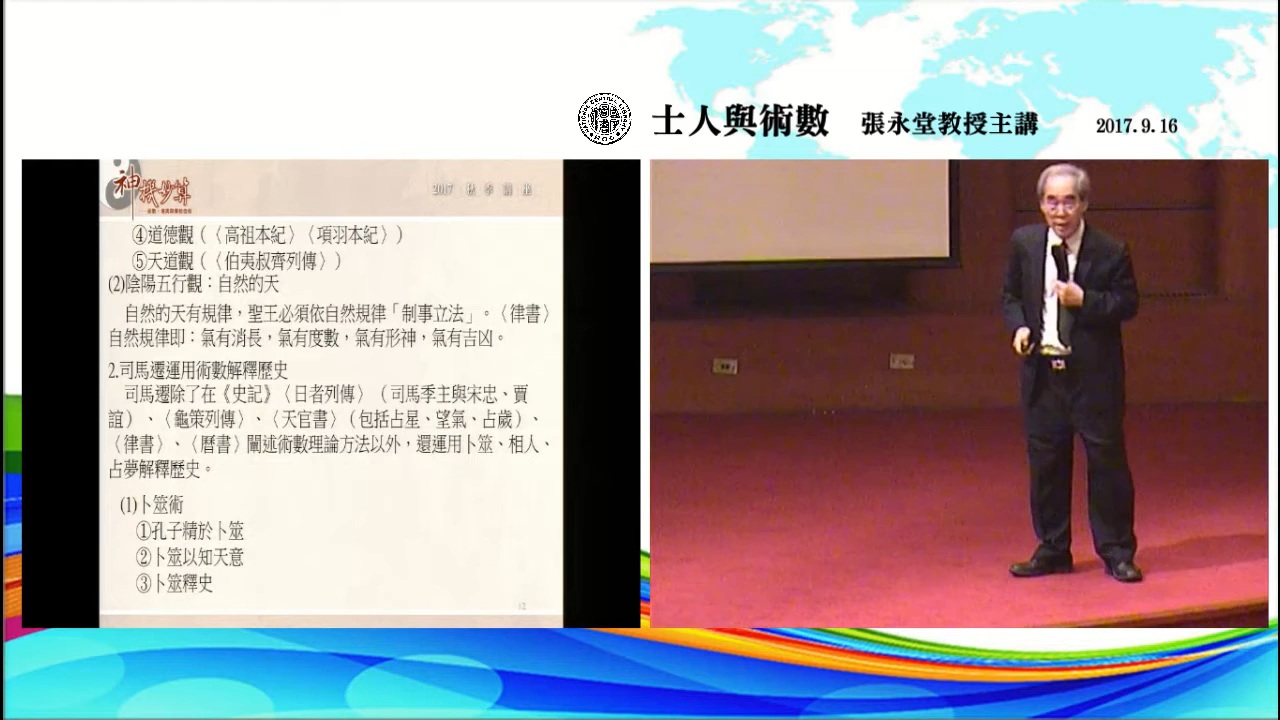 士人與術數 張永堂教授主講 2017.9.16
神機妙算
2017 秋季講座
④道德觀(〈高祖本紀〉〈項羽本紀〉)
⑤天道觀(〈伯夷叔齊列傳〉)
(2)陰陽五行觀：自然的天
自然的天有規律，聖王必須依自然規律「制事立法」。〈律書〉
自然規律即：氣有消長，氣有度數，氣有形神，氣有吉凶。
2.司馬遷運用術數解釋歷史
司馬遷除了在《史記》〈日者列傳〉（司馬季主與宋忠、賈
誼）、〈龜策列傳〉、〈天官書〉（包括占星、望氣、占歲）、
〈律書〉、〈曆書〉闡述術數理論方法以外，還運用卜筮、相人、
占夢解釋歷史。
(1)卜筮術
①孔子精於卜筮
②卜筮以知天意
③卜筮釋史
12